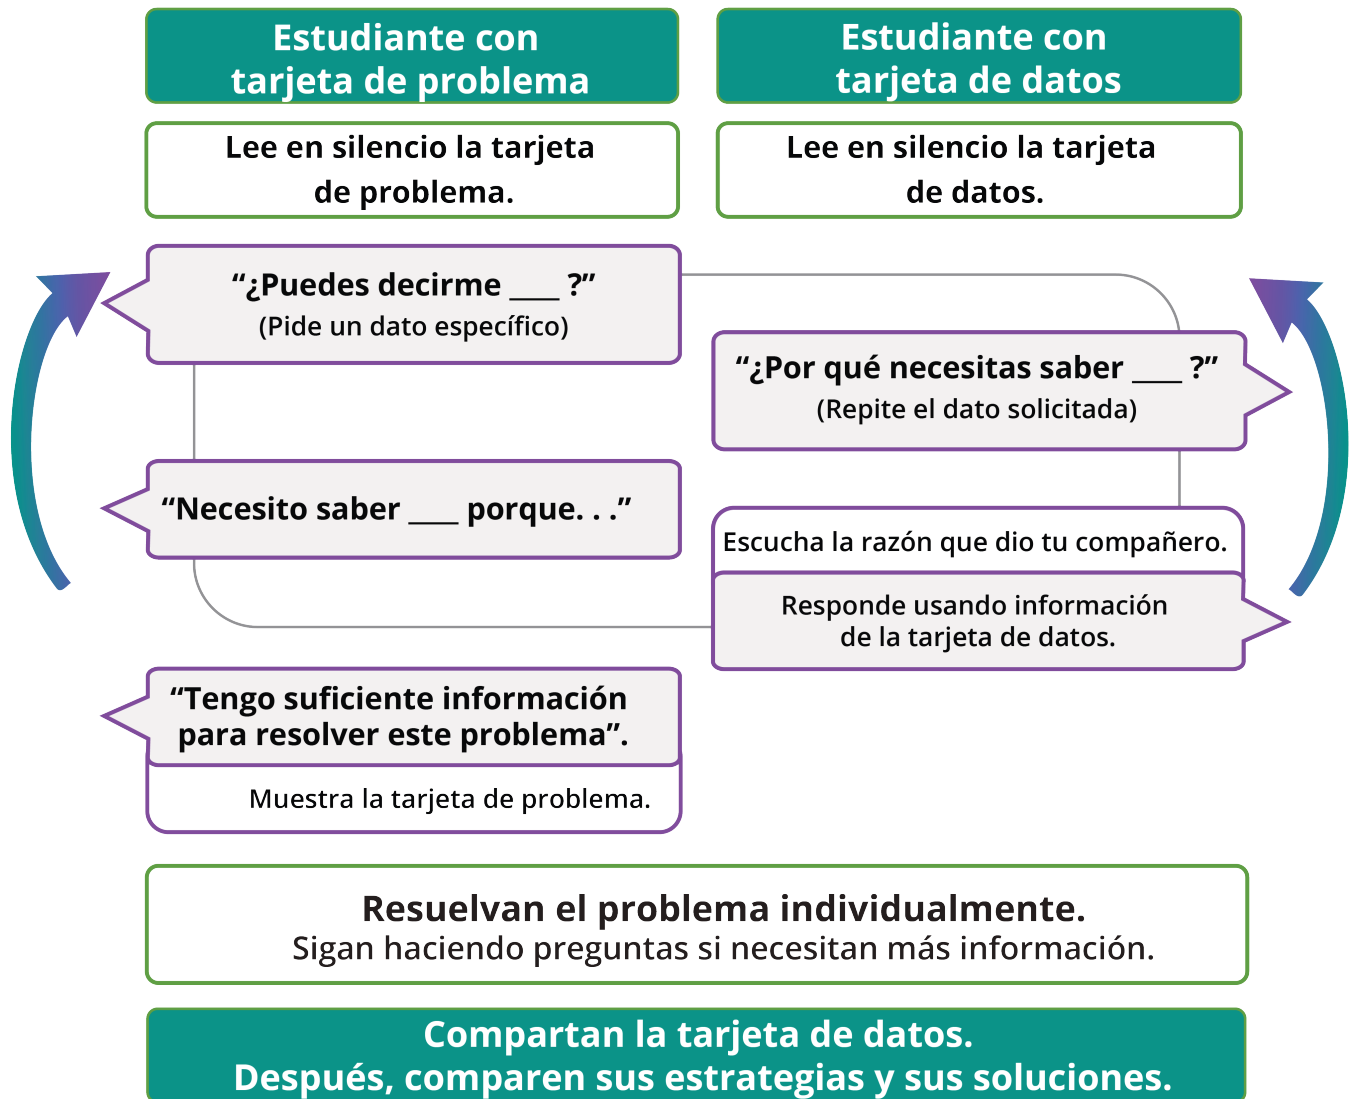 Estudiante con
tarjeta de problema
Estudiante con
tarjeta de datos
Lee en silencio la tarjeta
de problema.
Lee en silencio la tarjeta
de datos.
“¿Puedes decirme ____ ?”
(Pide un dato específico)
“¿Por qué necesitas saber ____ ?”
(Repite el dato solicitada)
“Necesito saber ____ porque. . .”
Escucha la razón que dio tu compañero.
Responde usando información
de la tarjeta de datos.
“Tengo suficiente información
para resolver este problema”.
Muestra la tarjeta de problema.
Resuelvan el problema individualmente.
Sigan haciendo preguntas si necesitan más información.
Compartan la tarjeta de datos.
Después, comparen sus estrategias y sus soluciones.